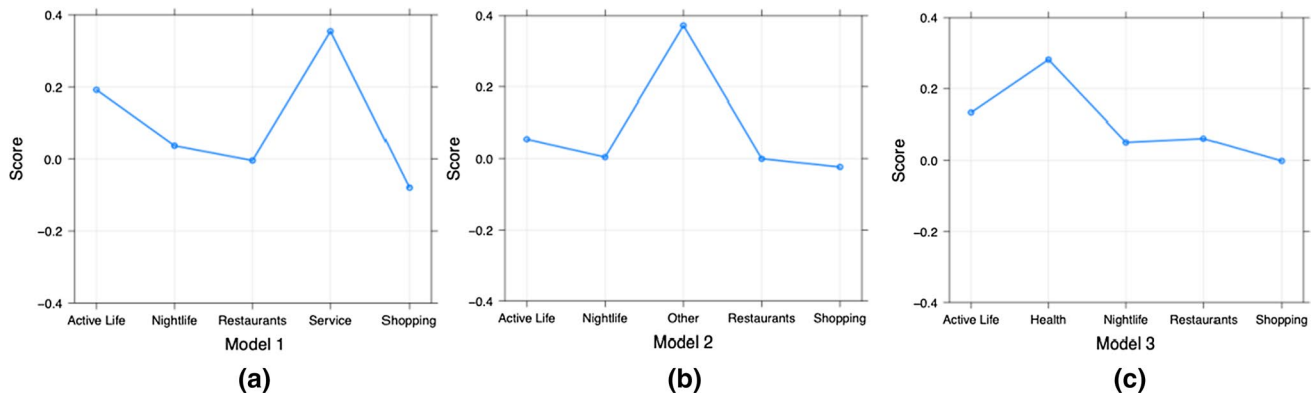 0.4
0.2
0.0
−0.2
−0.4
Score
Active Life Nightlife Restaurants Service Shopping
Model 1
(a)
0.4
0.2
0.0
−0.2
−0.4
Score
Active Life Nightlife Other Restaurants Shopping
Model 2
(b)
0.4
0.2
0.0
−0.2
−0.4
Score
Active Life Health Nightlife Restaurants Shopping
Model 3
(c)